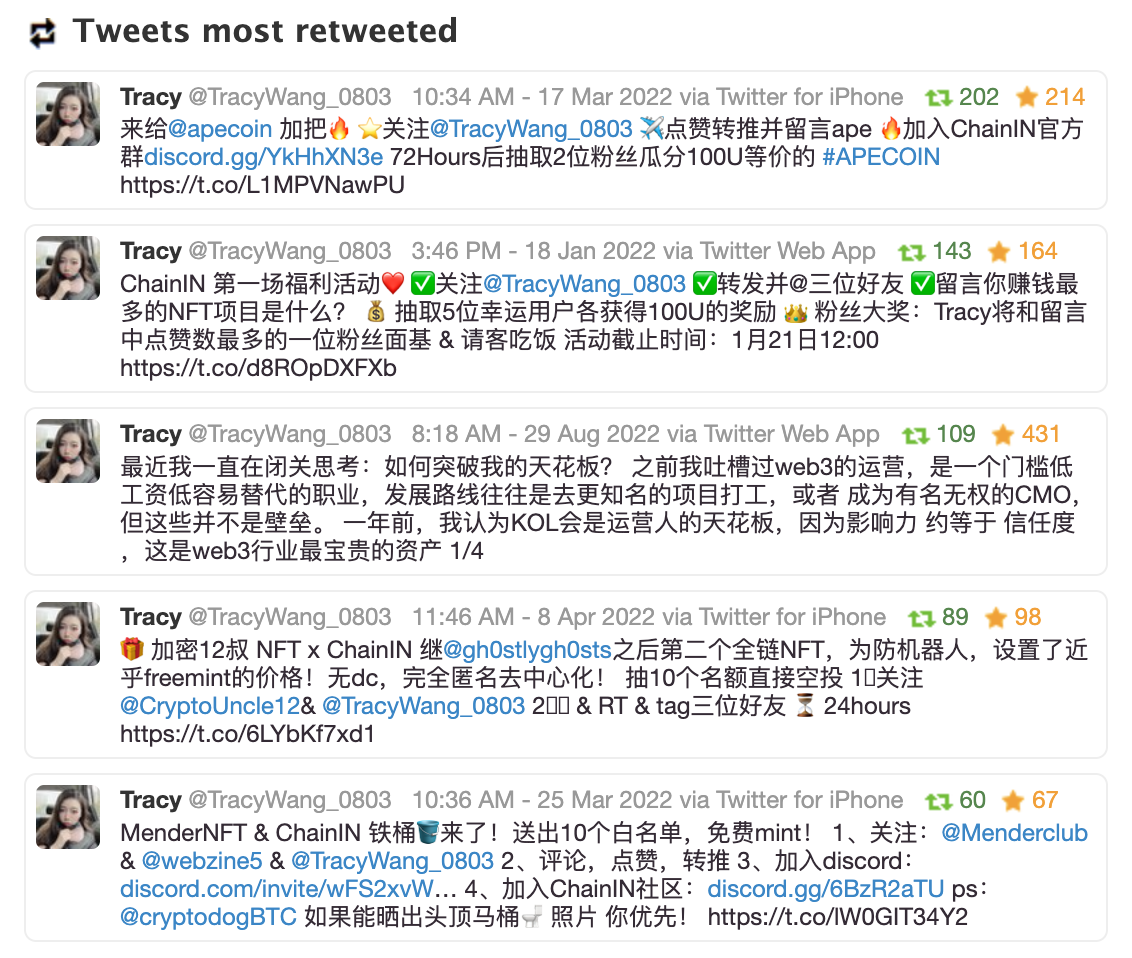 Tweets most retweeted
Tracy @TracyWang_0803 10:34 AM - 17 Mar 2022 via Twitter for iPhone 202 214
来给@apecoin 加把🔥 ⭐关注@TracyWang_0803 ✈️点赞转推并留言ape 🔥加入ChainIN官方
群discord.gg/YkHhXN3e 72Hours后抽取2位粉丝瓜分100U等价的 #APECOIN
https://t.co/L1MPVNawPU
Tracy @TracyWang_0803 3:46 PM - 18 Jan 2022 via Twitter Web App 143 164
ChainIN 第一场福利活动❤️ ✅关注@TracyWang_0803 ✅转发并@三位好友 ✅留言你赚钱最
多的NFT项目是什么? 💰 抽取5位幸运用户各获得100U的奖励 👑 粉丝大奖：Tracy将和留言
中点赞数最多的一位粉丝面基 & 请客吃饭 活动截止时间：1月21日12:00
https://t.co/d8ROpDXFXb
Tracy @TracyWang_0803 8:18 AM - 29 Aug 2022 via Twitter Web App 109 431
最近我一直在闭关思考：如何突破我的天花板？ 之前我吐槽过web3的运营，是一个门槛低
工资低容易替代的职业，发展路线往往是去更知名的项目打工，或者 成为有名无权的CMO，
但这些并不是壁垒。 一年前，我认为KOL会是运营人的天花板，因为影响力 约等于 信任度
，这是web3行业最宝贵的资产 1/4
Tracy @TracyWang_0803 11:46 AM - 8 Apr 2022 via Twitter for iPhone 89 98
🎁 加密12叔 NFT x ChainIN 继@gh0stlygh0sts之后第二个全链NFT，为防机器人，设置了近
乎freemint的价格！无dc，完全匿名去中心化！ 抽10个名额直接空投 1关注
@CryptoUncle12& @TracyWang_0803 2 & RT & tag三位好友 ⏳ 24hours
https://t.co/6LYbKf7xd1
Tracy @TracyWang_0803 10:36 AM - 25 Mar 2022 via Twitter for iPhone 60 67
MenderNFT & ChainIN 铁桶🪣来了！送出10个白名单，免费mint！ 1、关注：@Menderclub
& @webzine5 & @TracyWang_0803 2、评论，点赞，转推 3、加入discord：
discord.com/invite/wFS2xvW… 4、加入ChainIN社区：discord.gg/6BzR2aTU ps：
@cryptodogBTC 如果能晒出头顶马桶🚽 照片 你优先！ https://t.co/lW0GIT34Y2